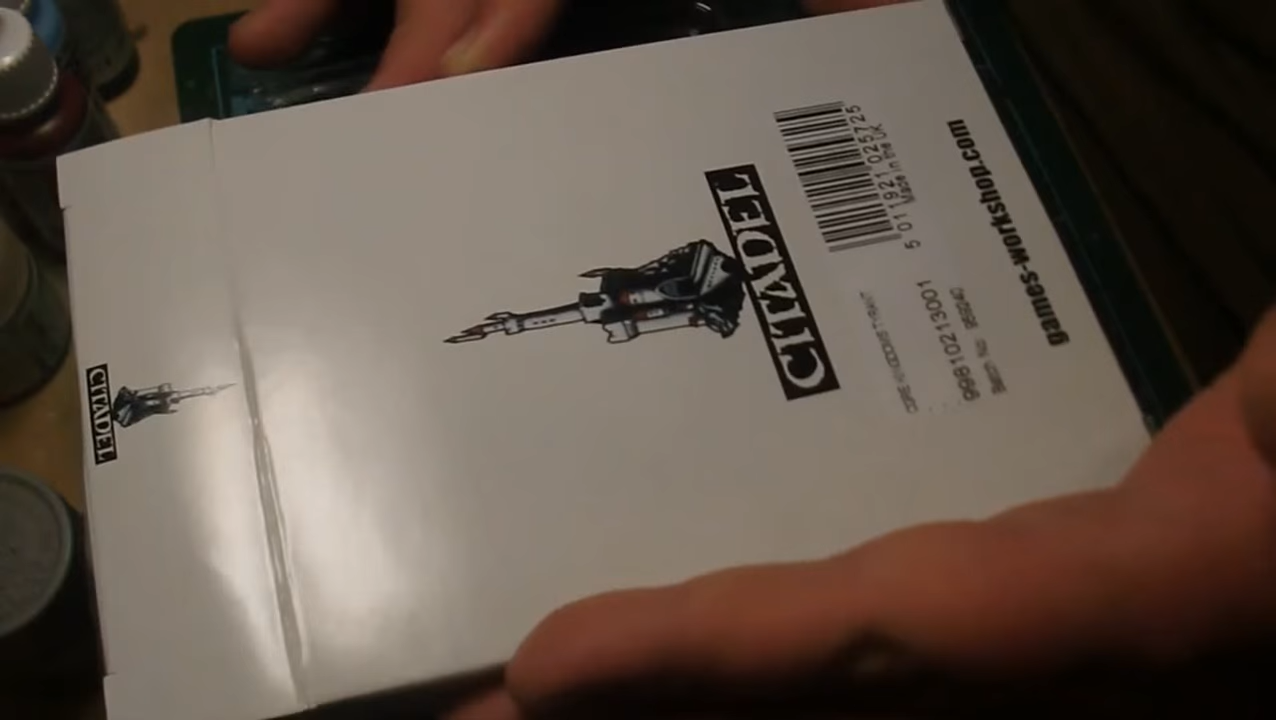 games-workshop.com
5 011921 025725
Made in the UK
99810213001
CITADEL
CITADEL